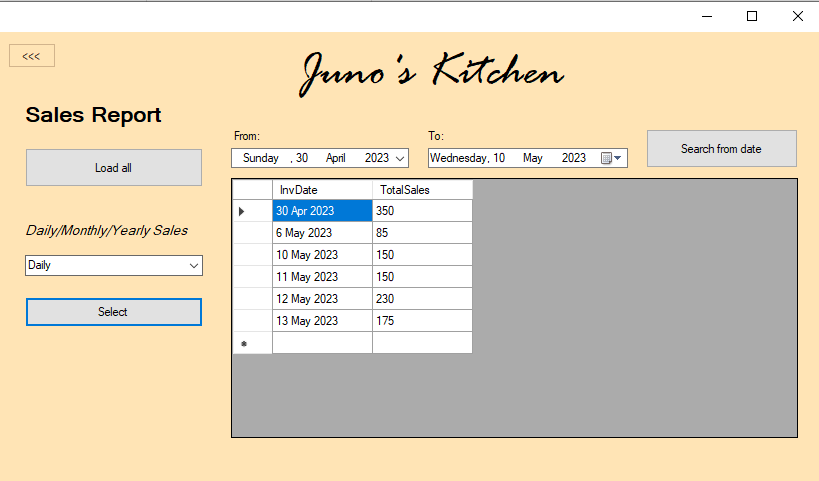 <<<
Juno's Kitchen
Sales Report
From:
To:
Load all
Sunday , 30 April 2023
Wednesday, 10 May 2023
Search from date
Daily/Monthly/Yearly Sales
Daily
Select
InvDate TotalSales
30 Apr 2023 350
6 May 2023 85
10 May 2023 150
11 May 2023 150
12 May 2023 230
13 May 2023 175